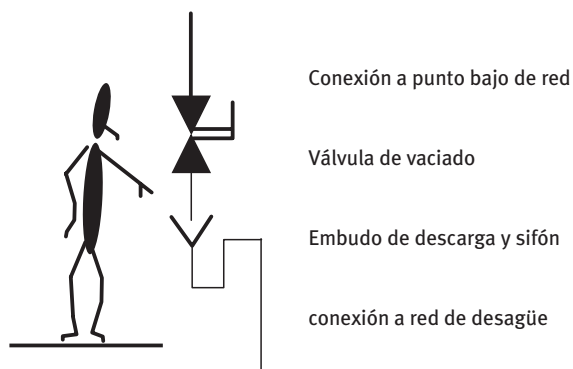 Conexión a punto bajo de red
Válvula de vaciado
Embudo de descarga y sifón
conexión a red de desagüe